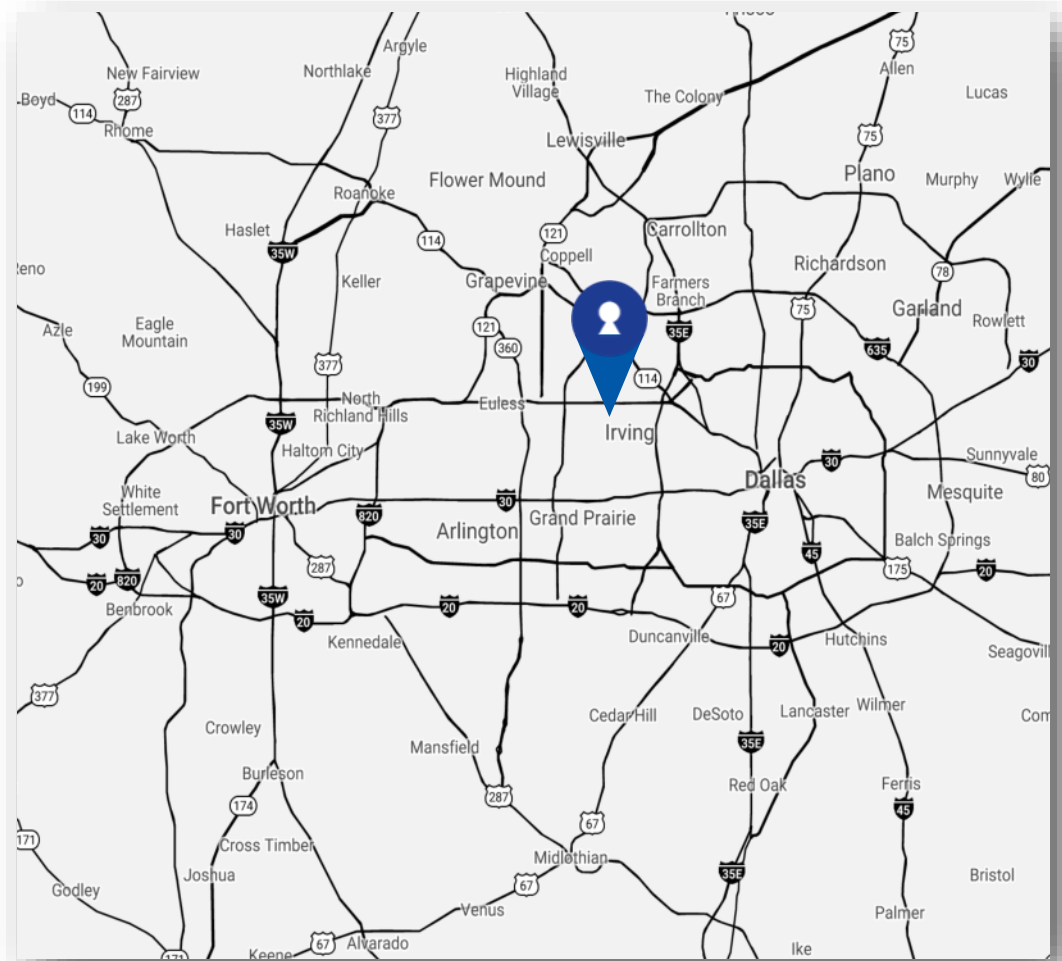 Argyle
75
New Fairview
Northlake
Allen
Highland
Village
Boyd
287
The Colony
Lucas
114
377
Rhome
75
Lewisville
Plano
Flower Mound
Murphy
Wylie
Roanoke
Haslet
114
121
Carrollton
35W
Coppell
Richardson
78
Keller
Grapevine
Farmers
Branch
Garland
75
Eagle
Mountain
Azle
121
35E
Rowlett
360
635
30
377
114
199
North
Richland Hills
Euless
35W
Irving
Lake Worth
Haltom City
30
Sunnyvale
80
Dallas
White
Settlement
Fort Worth
30
Mesquite
820
Arlington
Grand Prairie
35E
30
30
45
Balch Springs
287
175
20
20
820
35W
67
Benbrook
20
20
20
Kennedale
Duncanville
Hutchins
20
377
Cedar Hill
DeSoto
Lancaster
Wilmer
Crowley
Mansfield
35E
Burleson
Red Oak
Ferris
287
174
45
67
171
Cross Timber
Midlothian
Godley
Joshua
67
35E
Bristol
Venus
Palmer
67
Alvarado
Ike
Keene
171